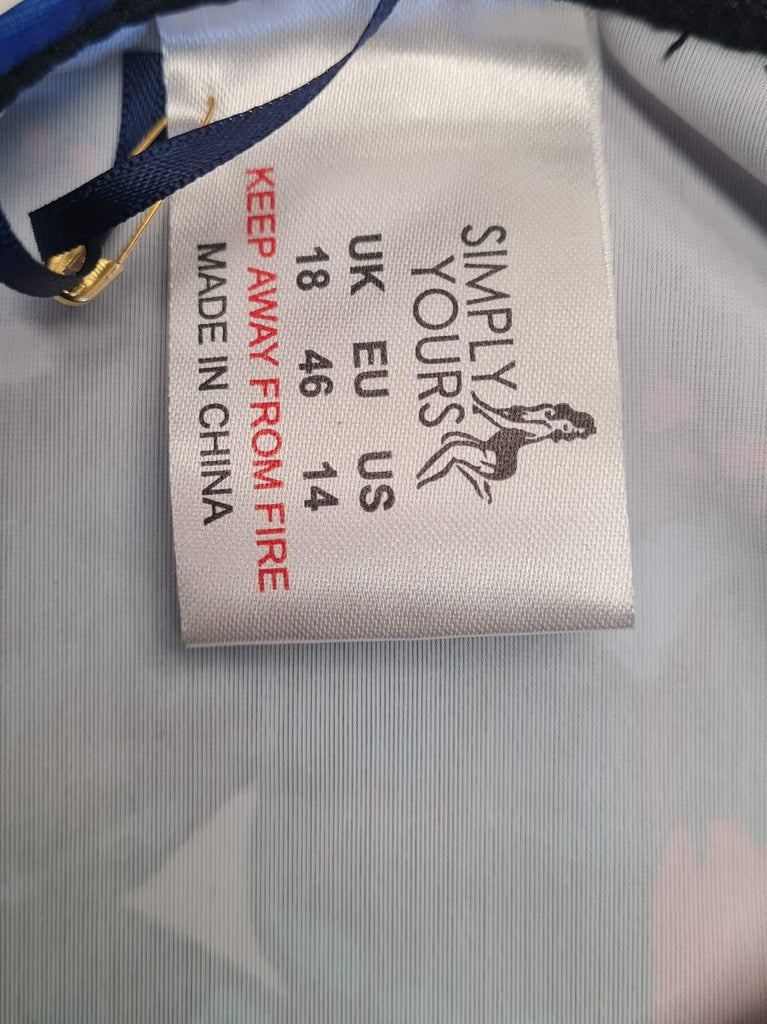 SIMPLY
YOURS
UK EU US
18 46 14
KEEP AWAY FROM FIRE
MADE IN CHINA